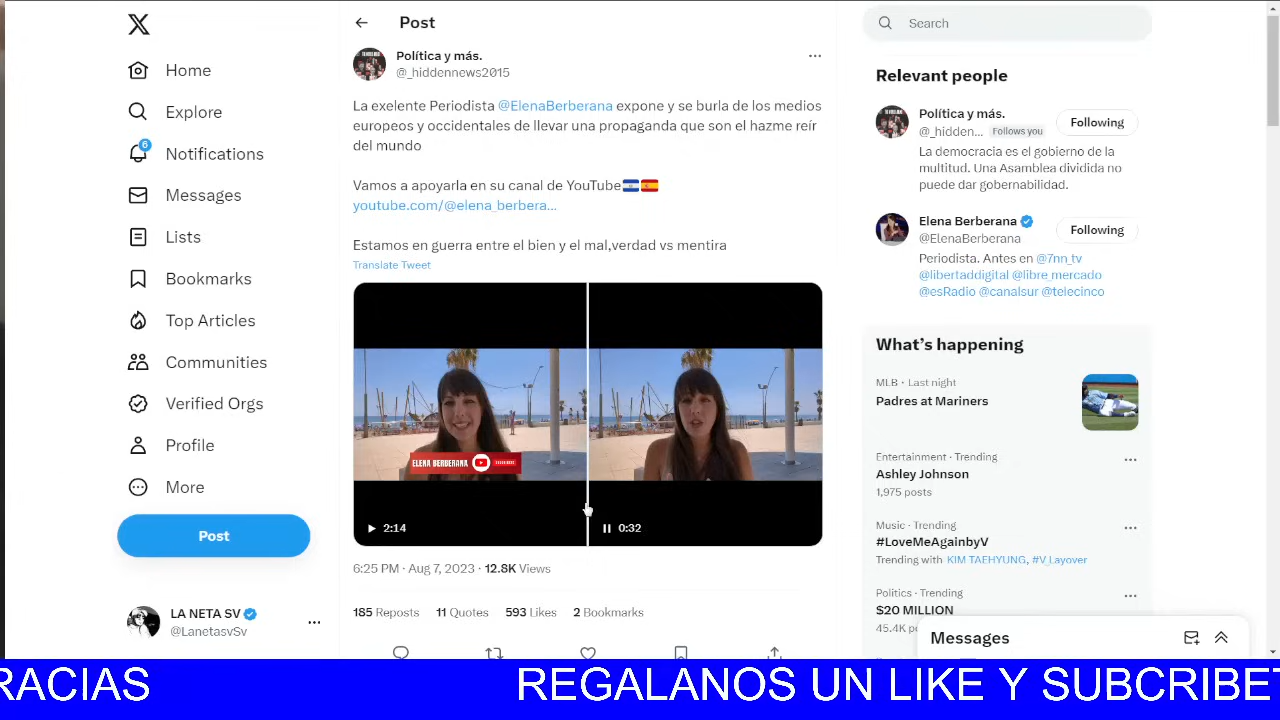 Home
Explore
6
Notifications
Messages
Lists
Bookmarks
Top Articles
Communities
Verified Orgs
Profile
More
Post
LA NETA SV
@LanetasvSv
Post
Política y más.
@_hiddennews2015
La exelente Periodista @ElenaBerberana expone y se burla de los medios
europeos y occidentales de llevar una propaganda que son el hazme reír
del mundo
Vamos a apoyarla en su canal de YouTube
youtube.com/@elena_berbera...
Estamos en guerra entre el bien y el mal,verdad vs mentira
Translate Tweet
ELENA BERBERANA
2:14
0:32
6:25 PM · Aug 7, 2023 · 12.8K Views
185 Reposts 11 Quotes 593 Likes 2 Bookmarks
Search
Relevant people
Política y más.
@_hidden... Follows you
Following
La democracia es el gobierno de la
multitud. Una Asamblea dividida no
puede dar gobernabilidad.
Elena Berberana
@ElenaBerberana
Following
Periodista. Antes en @7nn_tv
@libertaddigital @libre_mercado
@esRadio @canalsur @telecinco
What's happening
MLB · Last night
Padres at Mariners
Entertainment · Trending
Ashley Johnson
1,975 posts
Music · Trending
#LoveMeAgainbyV
Trending with KIM TAEHYUNG, #V_Layover
Politics · Trending
$20 MILLION
45.4K
Messages
RACIAS REGALANOS UN LIKE Y SUBCRIBE